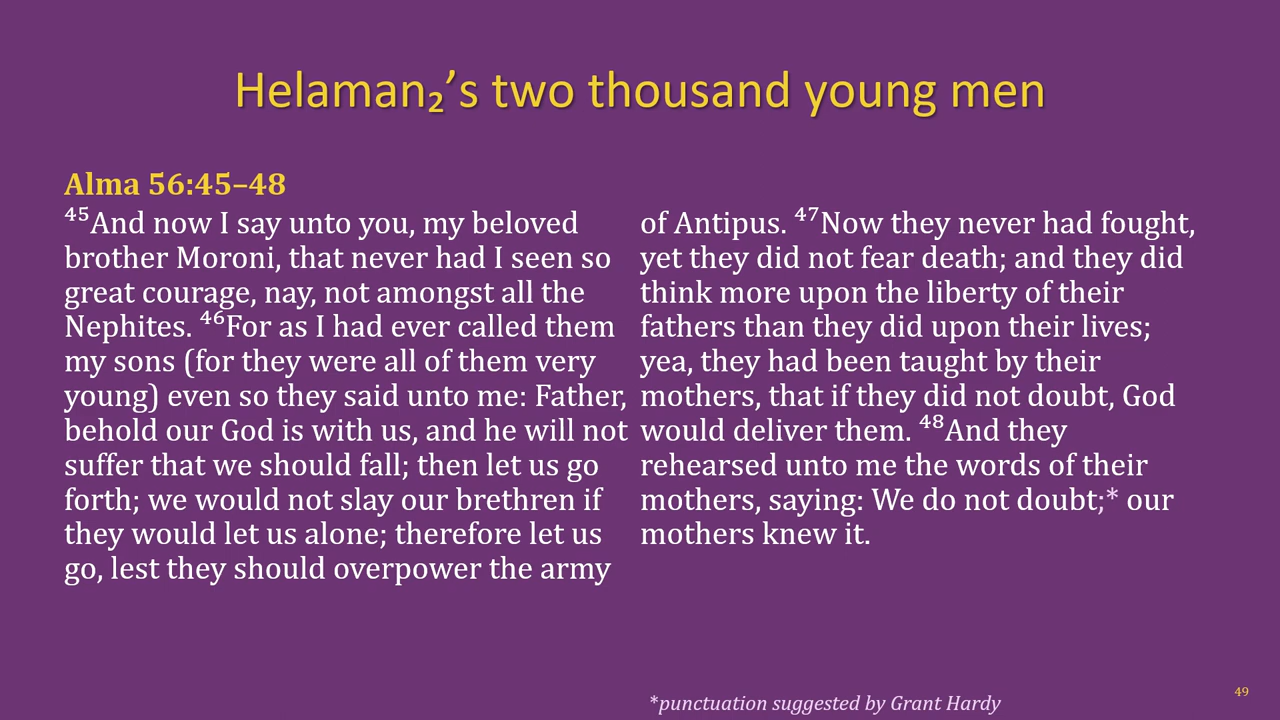 Helaman₂’s two thousand young men
Alma 56:45–48
⁴⁵And now I say unto you, my beloved
brother Moroni, that never had I seen so
great courage, nay, not amongst all the
Nephites. ⁴⁶For as I had ever called them
my sons (for they were all of them very
young) even so they said unto me: Father,
behold our God is with us, and he will not
suffer that we should fall; then let us go
forth; we would not slay our brethren if
they would let us alone; therefore let us
go, lest they should overpower the army
of Antipus. ⁴⁷Now they never had fought,
yet they did not fear death; and they did
think more upon the liberty of their
fathers than they did upon their lives;
yea, they had been taught by their
mothers, that if they did not doubt, God
would deliver them. ⁴⁸And they
rehearsed unto me the words of their
mothers, saying: We do not doubt;* our
mothers knew it.
*punctuation suggested by Grant Hardy
49